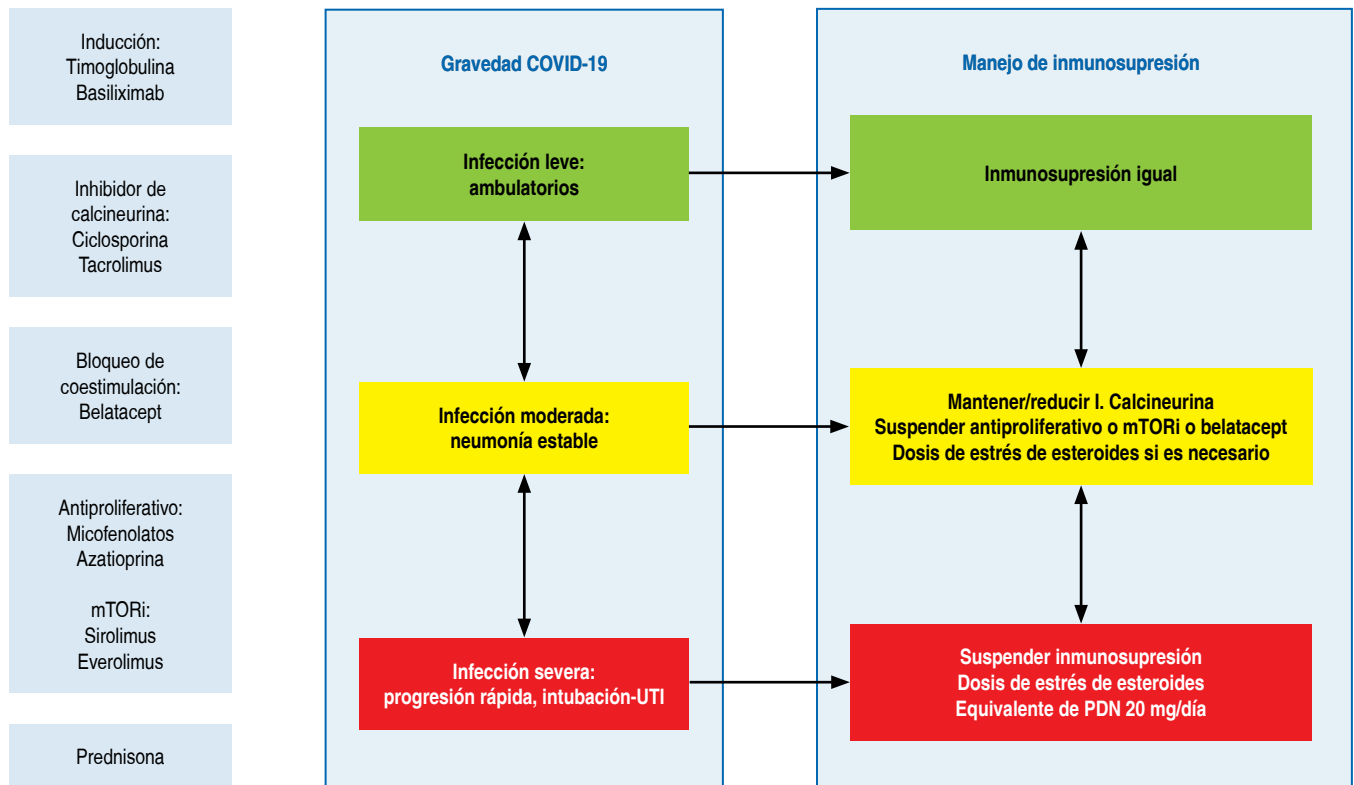 Inducción:
Timoglobulina
Basiliximab
Inhibidor de
calcineurina:
Ciclosporina
Tacrolimus
Bloqueo de
coestimulación:
Belatacept
Antiproliferativo:
Micofenolatos
Azatioprina
mTORi:
Sirolimus
Everolimus
Prednisona
Gravedad COVID-19
Infección leve:
ambulatorios
Infección moderada:
neumonía estable
Infección severa:
progresión rápida, intubación-UTI
Manejo de inmunosupresión
Inmunosupresión igual
Mantener/reducir I. Calcineurina
Suspender antiproliferativo o mTORi o belatacept
Dosis de estrés de esteroides si es necesario
Suspender inmunosupresión
Dosis de estrés de esteroides
Equivalente de PDN 20 mg/día